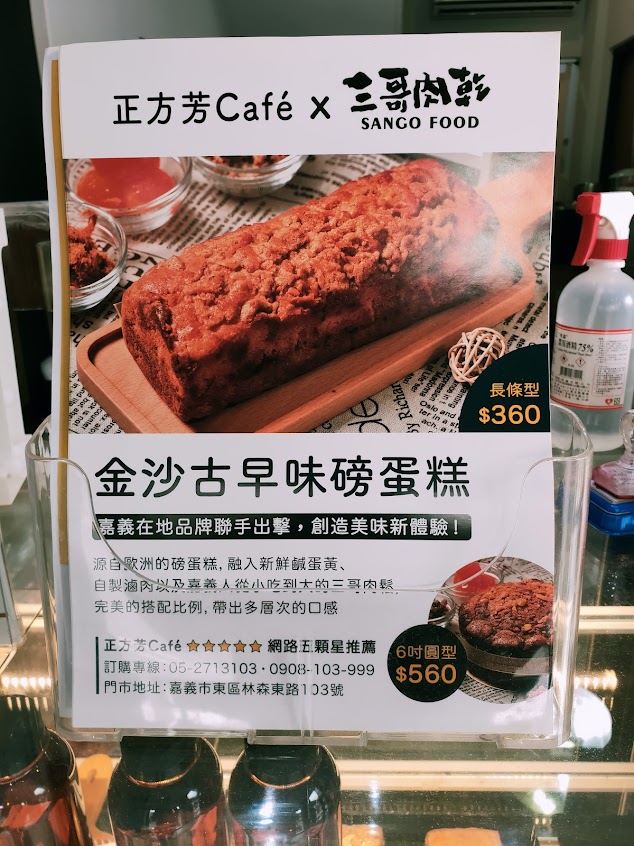 正方芳Café x 三哥肉乾
SANGO FOOD
長條型
$360
金沙古早味磅蛋糕
嘉義在地品牌聯手出擊，創造美味新體驗！
源自歐洲的磅蛋糕，融入新鮮鹹蛋黃、
自製滷肉以及嘉義人從小吃到大的三哥肉鬆，
完美的搭配比例，帶出多層次的口感
6吋圓型
$560
正方芳Café ★★★★★ 網路五顆星推薦
訂購專線：05-2713103・0908-103-999
門市地址：嘉義市東區林森東路103號
75%